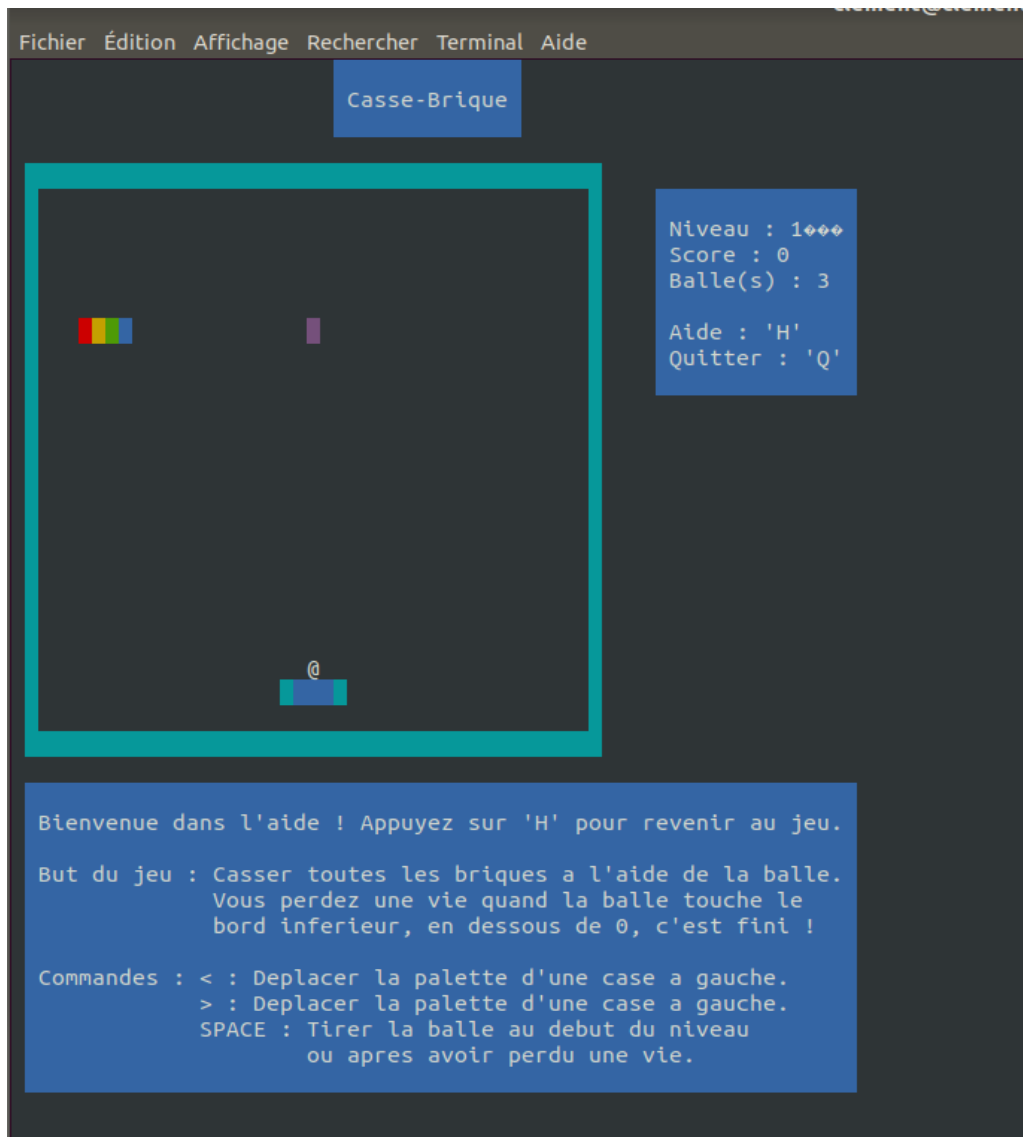 Fichier Édition Affichage Rechercher Terminal Aide
Casse-Brique
Niveau : 1���
Score : 0
Balle(s) : 3
Aide : 'H'
Quitter : 'Q'
@
Bienvenue dans l'aide ! Appuyez sur 'H' pour revenir au jeu.
But du jeu : Casser toutes les briques a l'aide de la balle.
Vous perdez une vie quand la balle touche le
bord inferieur, en dessous de 0, c'est fini !
Commandes : < : Deplacer la palette d'une case a gauche.
> : Deplacer la palette d'une case a gauche.
SPACE : Tirer la balle au debut du niveau
ou apres avoir perdu une vie.